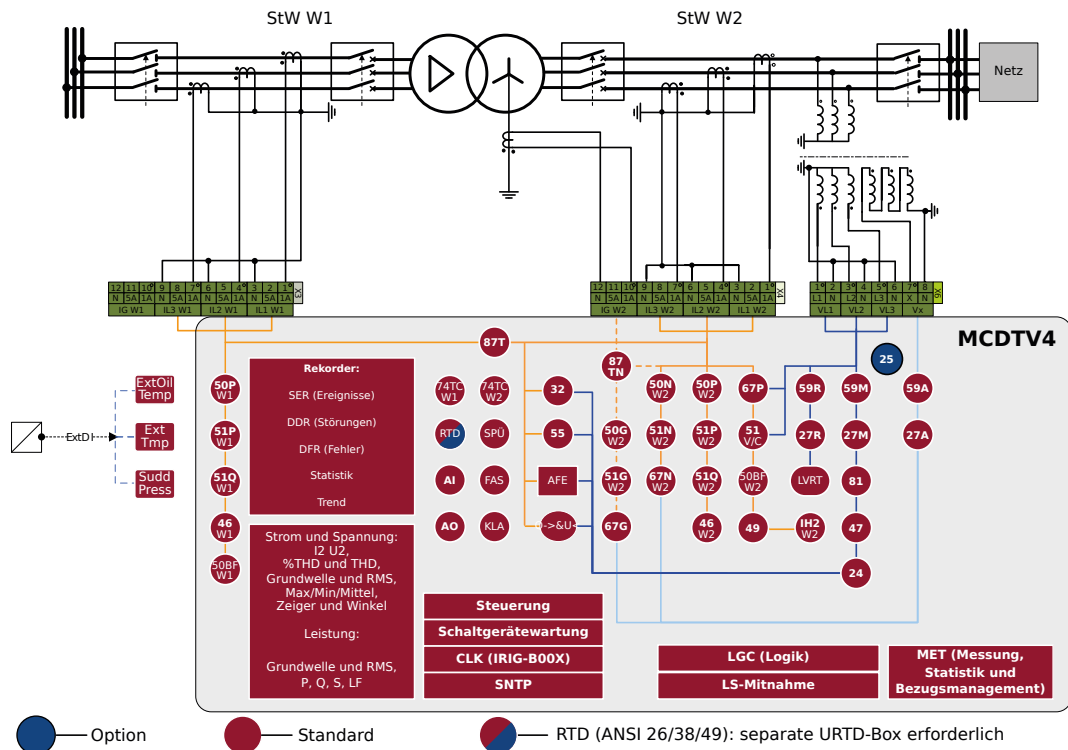 StW W1
StW W2
Netz
12 11 10 9 8 7 6 5 4 3 2 1
N 5A 1A N 5A 1A N 5A 1A N 5A 1A
IG W1 IL3 W1 IL2 W1 IL1 W1
X3
12 11 10 9 8 7 6 5 4 3 2 1
N 5A 1A N 5A 1A N 5A 1A N 5A 1A
IG W2 IL3 W2 IL2 W2 IL1 W2
X4
1 2 3 4 5 6 7 8
L1 N L2 N L3 N X N
VL1 VL2 VL3 Vx
X6
MCDTV4
87T
87
TN
25
ExtOil
Temp
Ext
Tmp
Sudd
Press
ExtDI
50P
W1
51P
W1
51Q
W1
46
W1
50BF
W1
Rekorder:
SER (Ereignisse)
DDR (Störungen)
DFR (Fehler)
Statistik
Trend
Strom und Spannung:
I2 U2,
%THD und THD,
Grundwelle und RMS,
Max/Min/Mittel,
Zeiger und Winkel
Leistung:
Grundwelle und RMS,
P, Q, S, LF
74TC
W1
74TC
W2
32
RTD
SPÜ
55
AI
FAS
AFE
AO
KLA
->&U<
50G
W2
51G
W2
67G
50N
W2
51N
W2
67N
W2
50P
W2
51P
W2
51Q
W2
46
W2
67P
51
V/C
50BF
W2
49
59R
27R
LVRT
IH2
W2
59M
27M
81
47
24
59A
27A
Steuerung
Schaltgerätewartung
CLK (IRIG-B00X)
SNTP
LGC (Logik)
LS-Mitnahme
MET (Messung,
Statistik und
Bezugsmanagement)
Option
Standard
RTD (ANSI 26/38/49): separate URTD-Box erforderlich